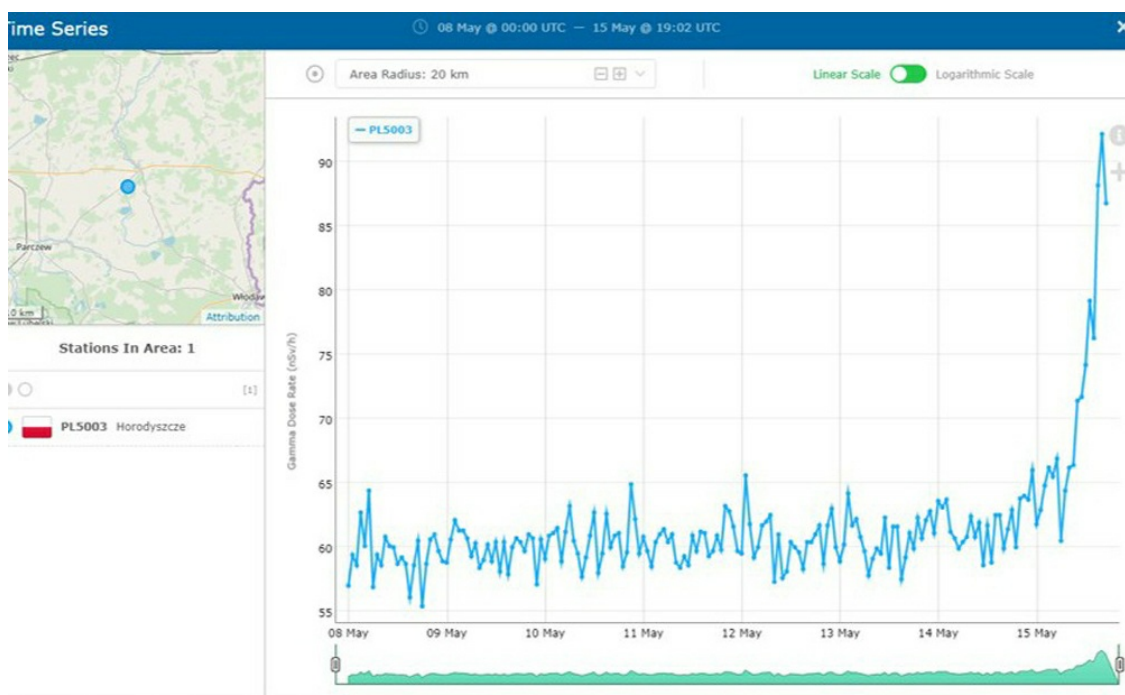 Time Series
08 May @ 00:00 UTC — 15 May @ 19:02 UTC
Area Radius: 20 km
Linear Scale
Logarithmic Scale
Parczew
Attribution
Stations In Area: 1
[1]
PL5003 Horodyszcze
PL5003
Gamma Dose Rate (nSv/h)
90
85
80
75
70
65
60
55
08 May
09 May
10 May
11 May
12 May
13 May
14 May
15 May